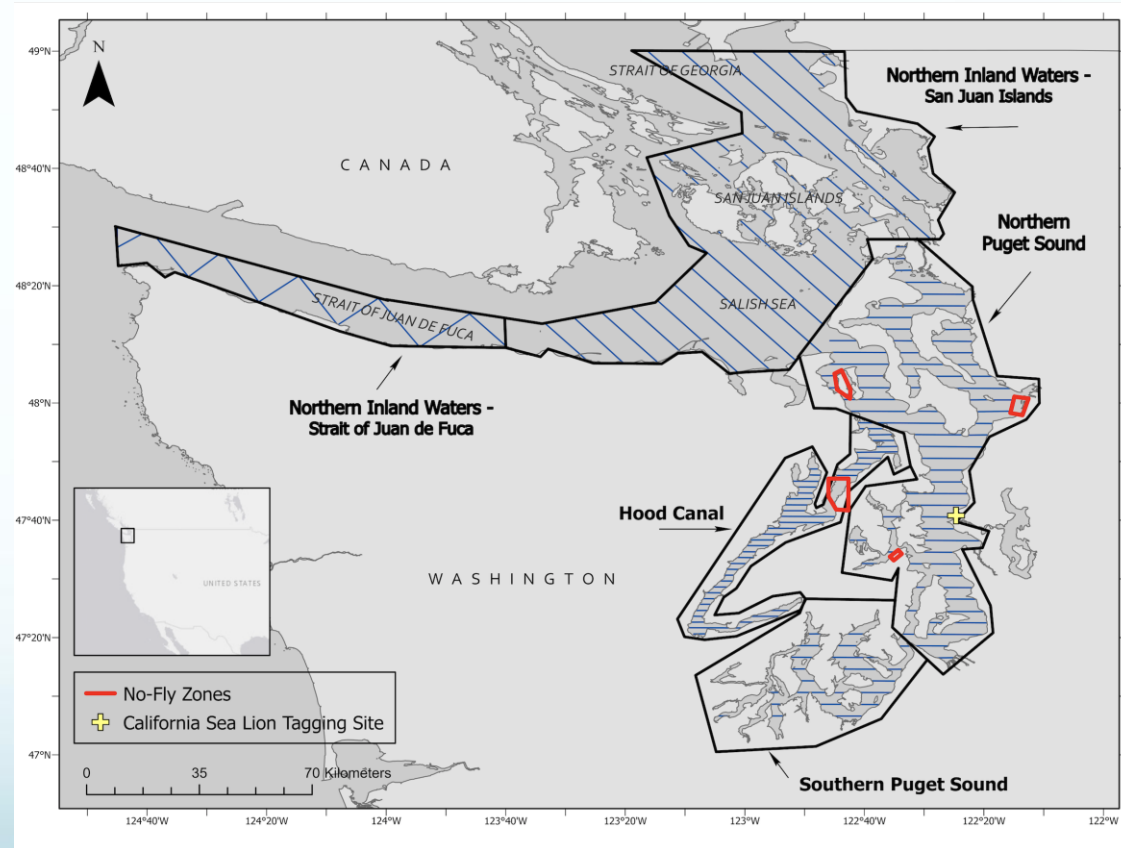 N
49°N
48°40'N
48°20'N
48°N
47°40'N
47°20'N
47°N
STRAIT OF GEORGIA
Northern Inland Waters -
San Juan Islands
CANADA
SAN JUAN ISLANDS
Northern
Puget Sound
SALISH SEA
STRAIT OF JUAN DE FUCA
Northern Inland Waters -
Strait of Juan de Fuca
Hood Canal
WASHINGTON
UNITED STATES
No-Fly Zones
California Sea Lion Tagging Site
0 35 70 Kilometers
Southern Puget Sound
124°40'W 124°20'W 124°W 123°40'W 123°20'W 123°W 122°40'W 122°20'W 122°W